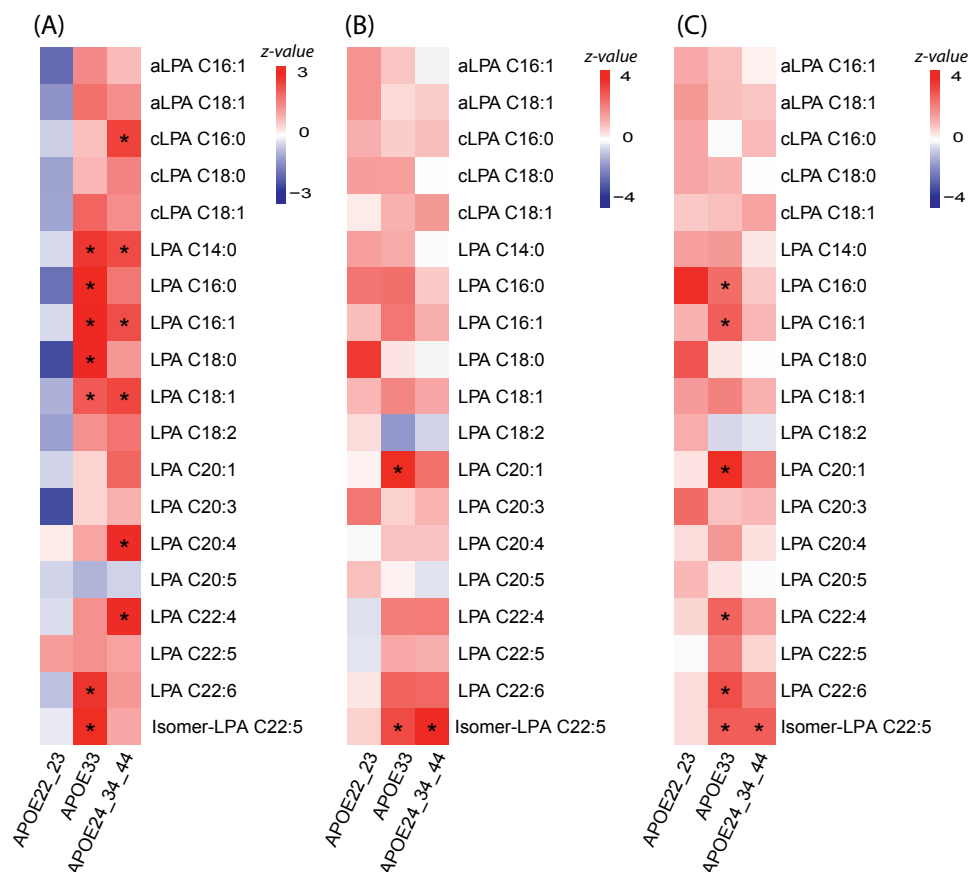 (A)
z-value
3
0
−3
aLPA C16:1
aLPA C18:1
cLPA C16:0
cLPA C18:0
cLPA C18:1
LPA C14:0
LPA C16:0
LPA C16:1
LPA C18:0
LPA C18:1
LPA C18:2
LPA C20:1
LPA C20:3
LPA C20:4
LPA C20:5
LPA C22:4
LPA C22:5
LPA C22:6
Isomer-LPA C22:5
* 
* *
*
* *
*
* *
*
*
*
*
APOE22_23
APOE33
APOE24_34_44
(B)
z-value
4
0
−4
aLPA C16:1
aLPA C18:1
cLPA C16:0
cLPA C18:0
cLPA C18:1
LPA C14:0
LPA C16:0
LPA C16:1
LPA C18:0
LPA C18:1
LPA C18:2
LPA C20:1
LPA C20:3
LPA C20:4
LPA C20:5
LPA C22:4
LPA C22:5
LPA C22:6
Isomer-LPA C22:5
*
* *
APOE22_23
APOE33
APOE24_34_44
(C)
z-value
4
0
−4
aLPA C16:1
aLPA C18:1
cLPA C16:0
cLPA C18:0
cLPA C18:1
LPA C14:0
LPA C16:0
LPA C16:1
LPA C18:0
LPA C18:1
LPA C18:2
LPA C20:1
LPA C20:3
LPA C20:4
LPA C20:5
LPA C22:4
LPA C22:5
LPA C22:6
Isomer-LPA C22:5
*
*
*
*
*
* *
APOE22_23
APOE33
APOE24_34_44